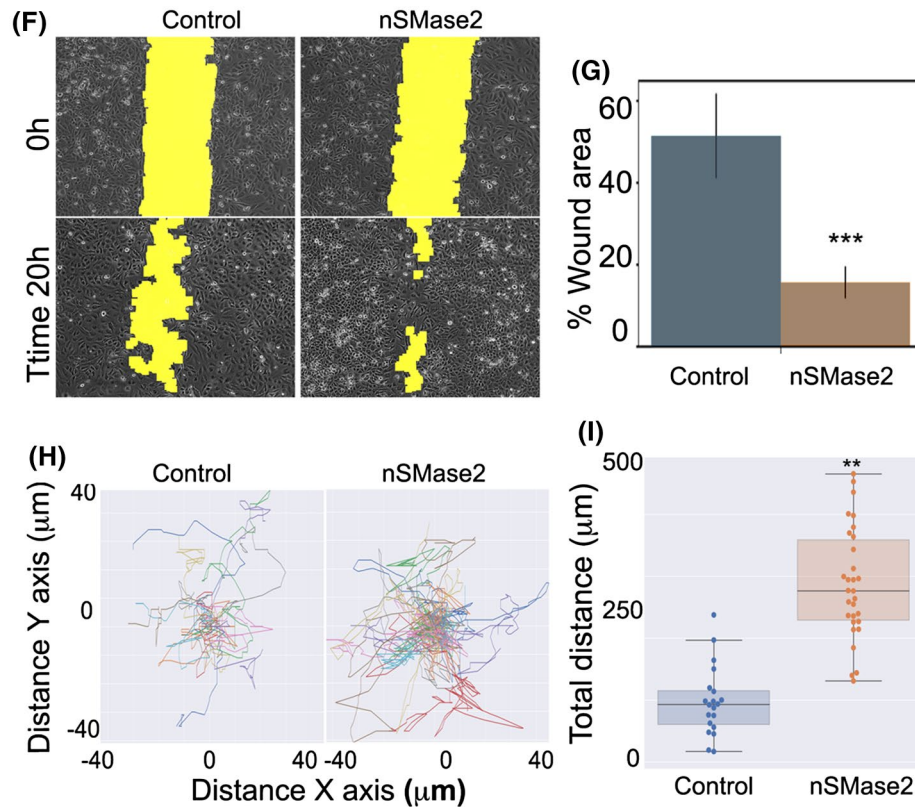 (F)
Control
nSMase2
0h
Ttime 20h
(G)
% Wound area
60
40
20
0
***
Control
nSMase2
(H)
Control
nSMase2
Distance Y axis (μm)
40
0
-40
-40
0
40
-40
0
40
Distance X axis (μm)
(I)
Total distance (μm)
500
250
0
**
Control
nSMase2